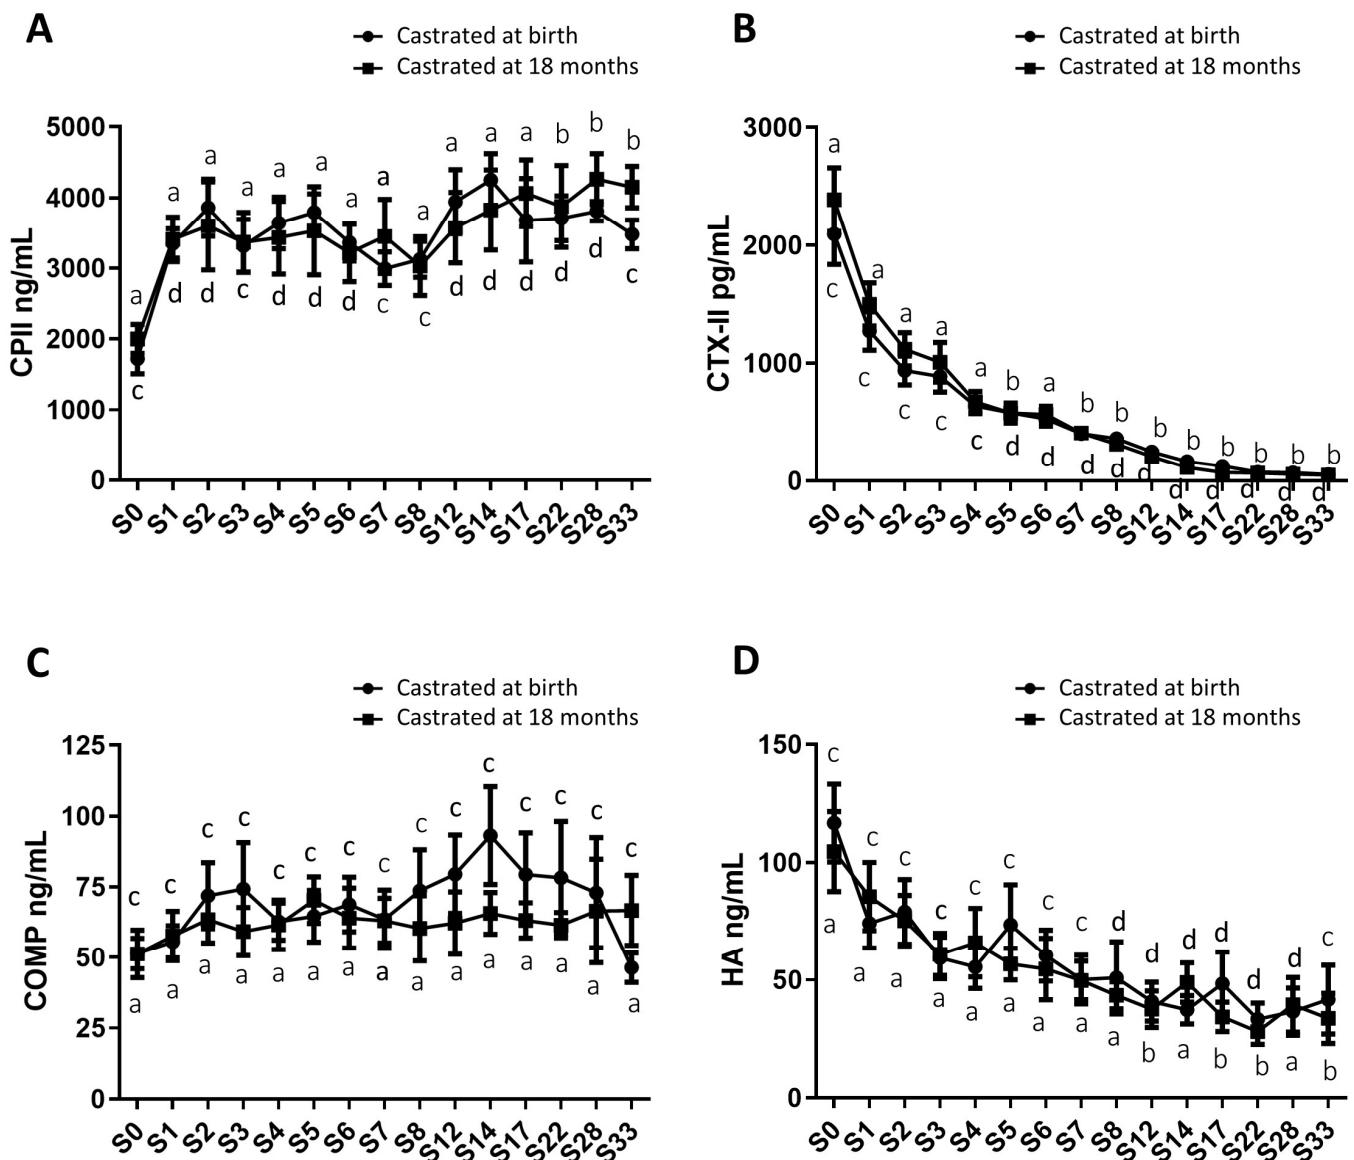 A
Castrated at birth
Castrated at 18 months
CPII ng/mL
5000
4000
3000
2000
1000
0
a a a a a a a a a a a a b b b
c d d c d d d c c d d d d d c
S0 S1 S2 S3 S4 S5 S6 S7 S8 S12 S14 S17 S22 S28 S33
B
Castrated at birth
Castrated at 18 months
CTX-II pg/mL
3000
2000
1000
0
a a a a a b a b b b b b b b b
c c c c c d d d d d d d d d d
S0 S1 S2 S3 S4 S5 S6 S7 S8 S12 S14 S17 S22 S28 S33
C
Castrated at birth
Castrated at 18 months
COMP ng/mL
125
100
75
50
25
0
c c c c c c c c c c c c c c c
a a a a a a a a a a a a a a a
S0 S1 S2 S3 S4 S5 S6 S7 S8 S12 S14 S17 S22 S28 S33
D
Castrated at birth
Castrated at 18 months
HA ng/mL
150
100
50
0
c c c c c c c c d d d d d d c
a a a a a a a a a b a b b a b
S0 S1 S2 S3 S4 S5 S6 S7 S8 S12 S14 S17 S22 S28 S33